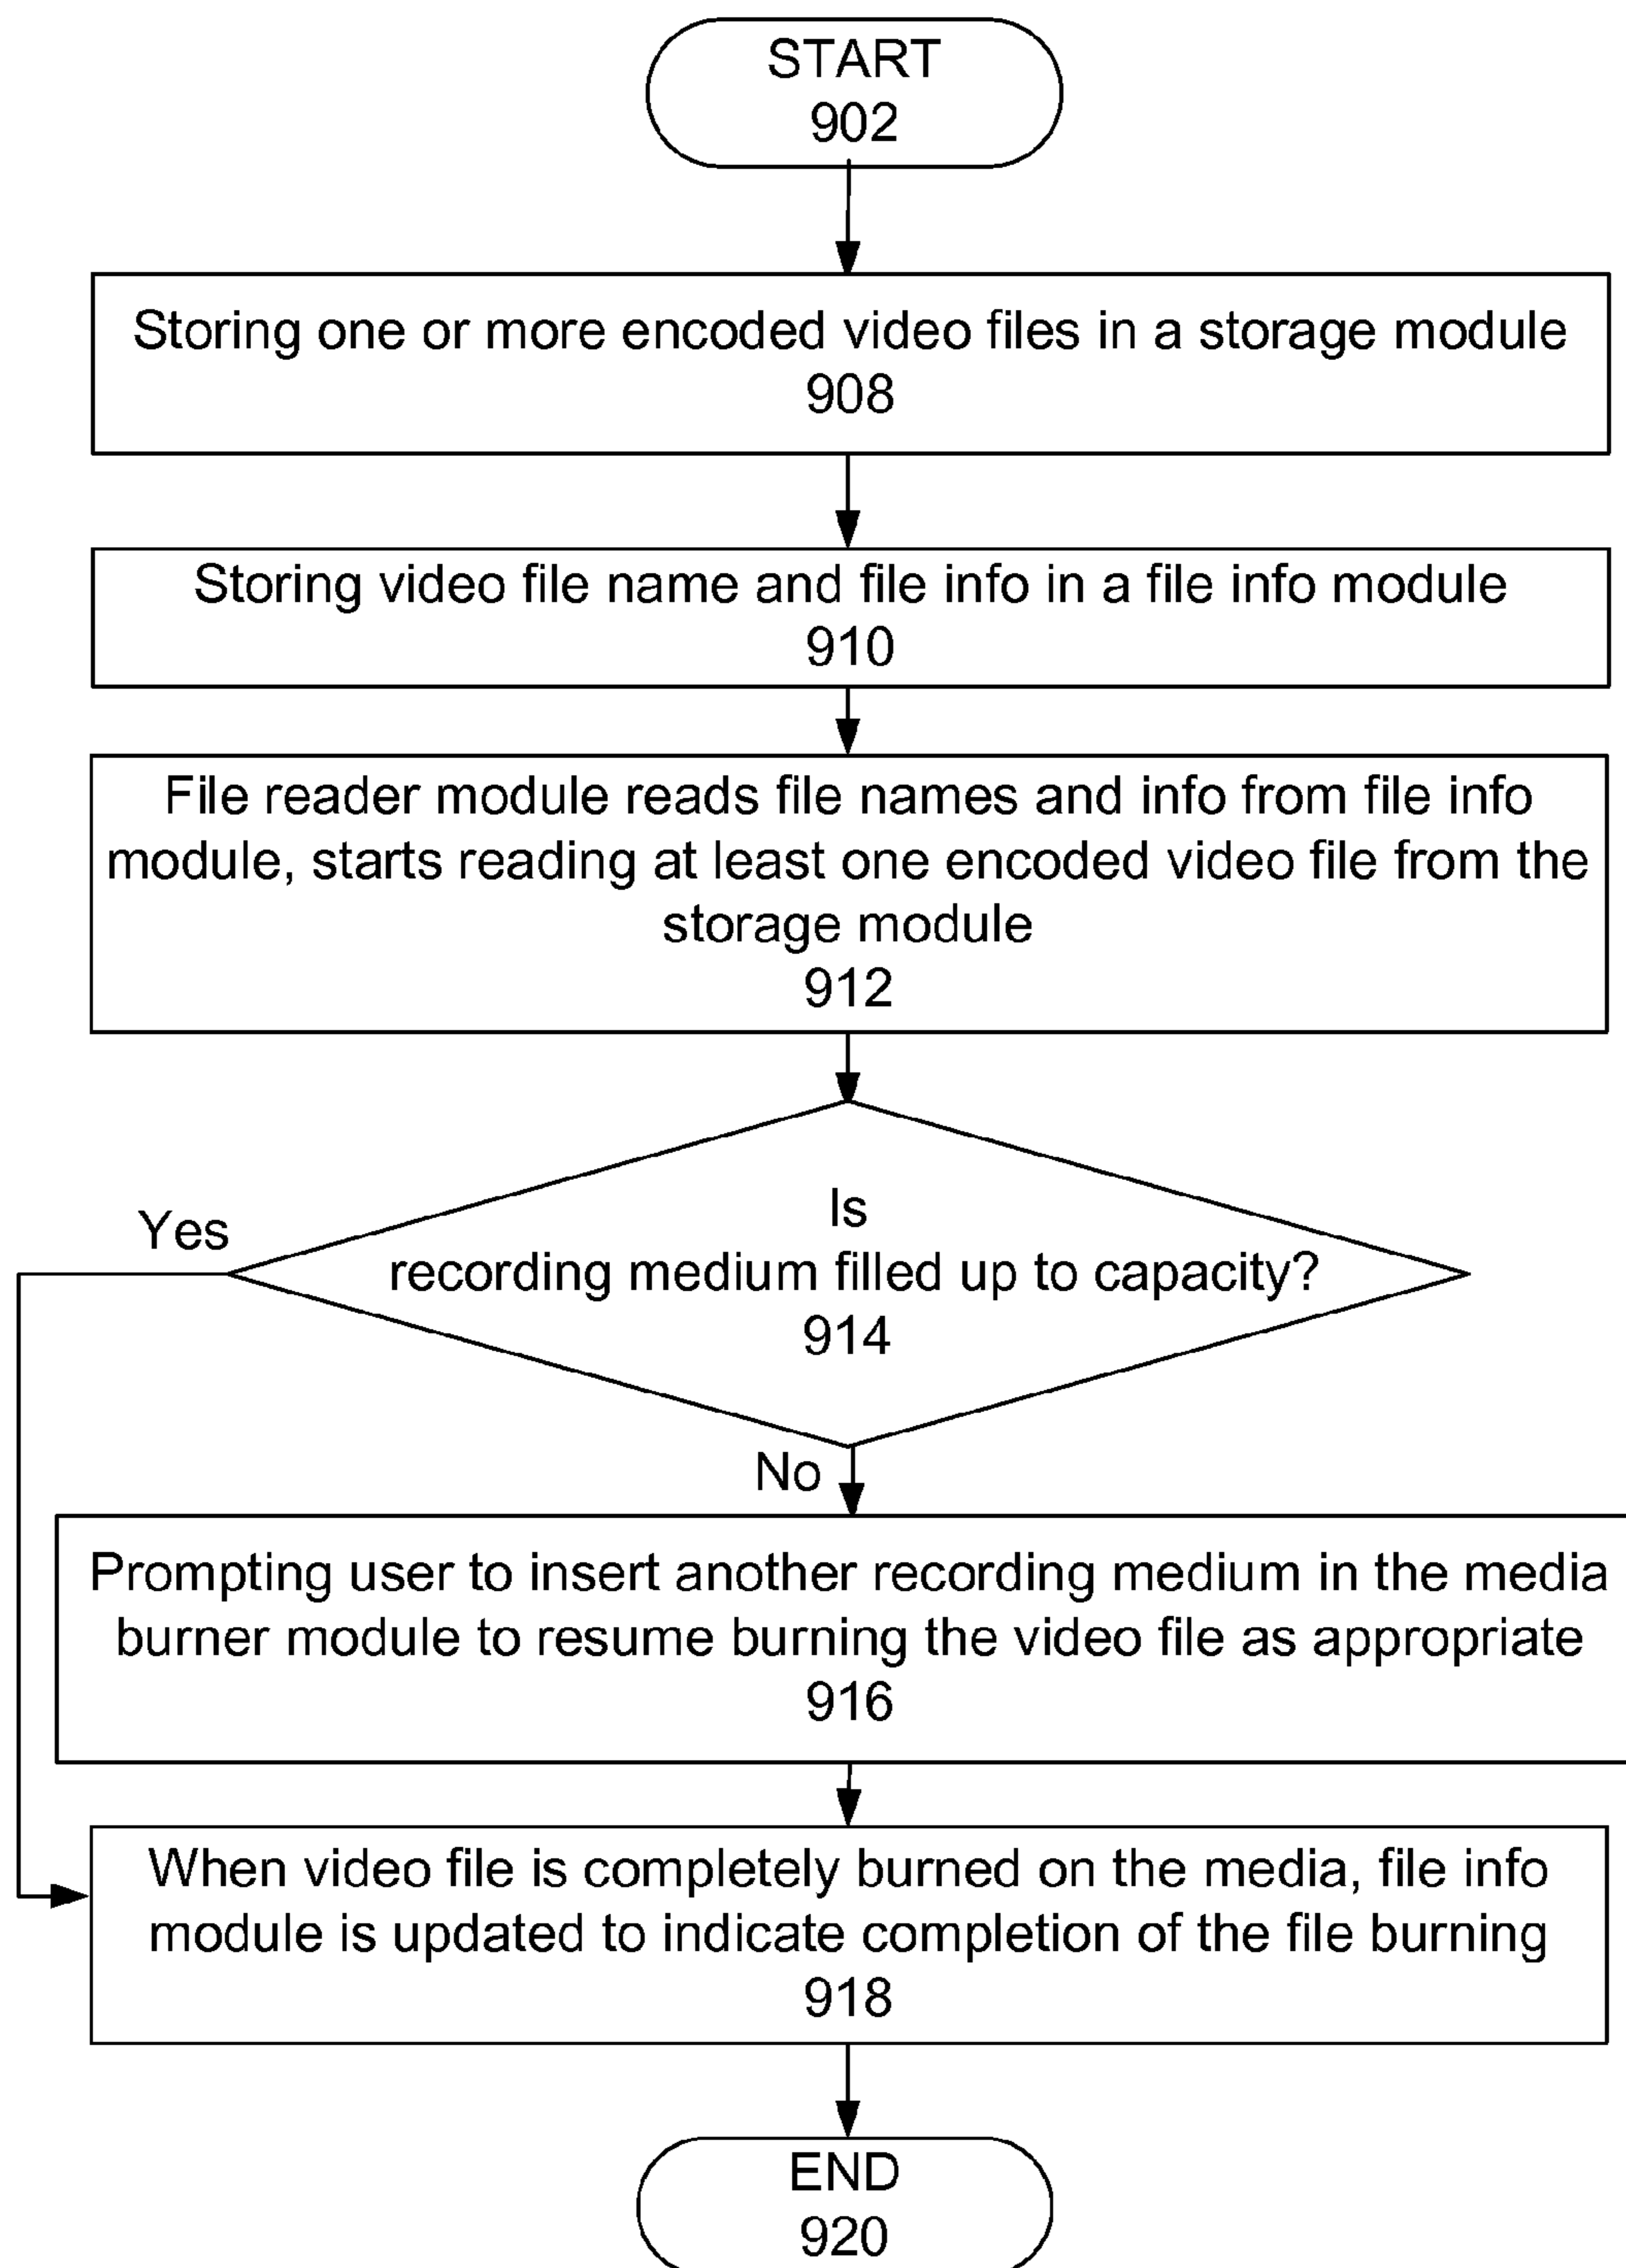 START
902
Storing one or more encoded video files in a storage module
908
Storing video file name and file info in a file info module
910
File reader module reads file names and info from file info
module, starts reading at least one encoded video file from the
storage module
912
Is
recording medium filled up to capacity?
914
Yes
No
Prompting user to insert another recording medium in the media
burner module to resume burning the video file as appropriate
916
When video file is completely burned on the media, file info
module is updated to indicate completion of the file burning
918
END
920